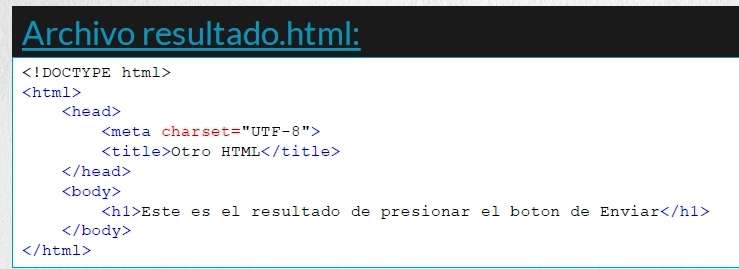 Archivo resultado.html:
<!DOCTYPE html>
<html>
    <head>
        <meta charset="UTF-8">
        <title>Otro HTML</title>
    </head>
    <body>
        <h1>Este es el resultado de presionar el boton de Enviar</h1>
    </body>
</html>